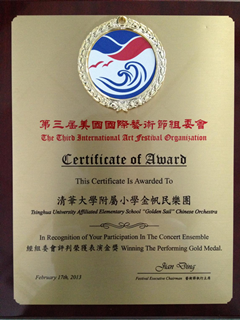 第三届美國國際藝術節祖委會
The Third International Art Festival Organization
Certificate of Award
This Certificate Is Awarded To
清華大學附屬小學金帆民樂團
Tsinghua University Affiliated Elementary School "Golden Sail" Chinese Orchestra
In Recognition of Your Participation In The Concert Ensemble
經組委會評判榮獲表演金獎 Winning The Performing Gold Medal.
Jian Ding
February 17th, 2013
Festival Executive Chairman